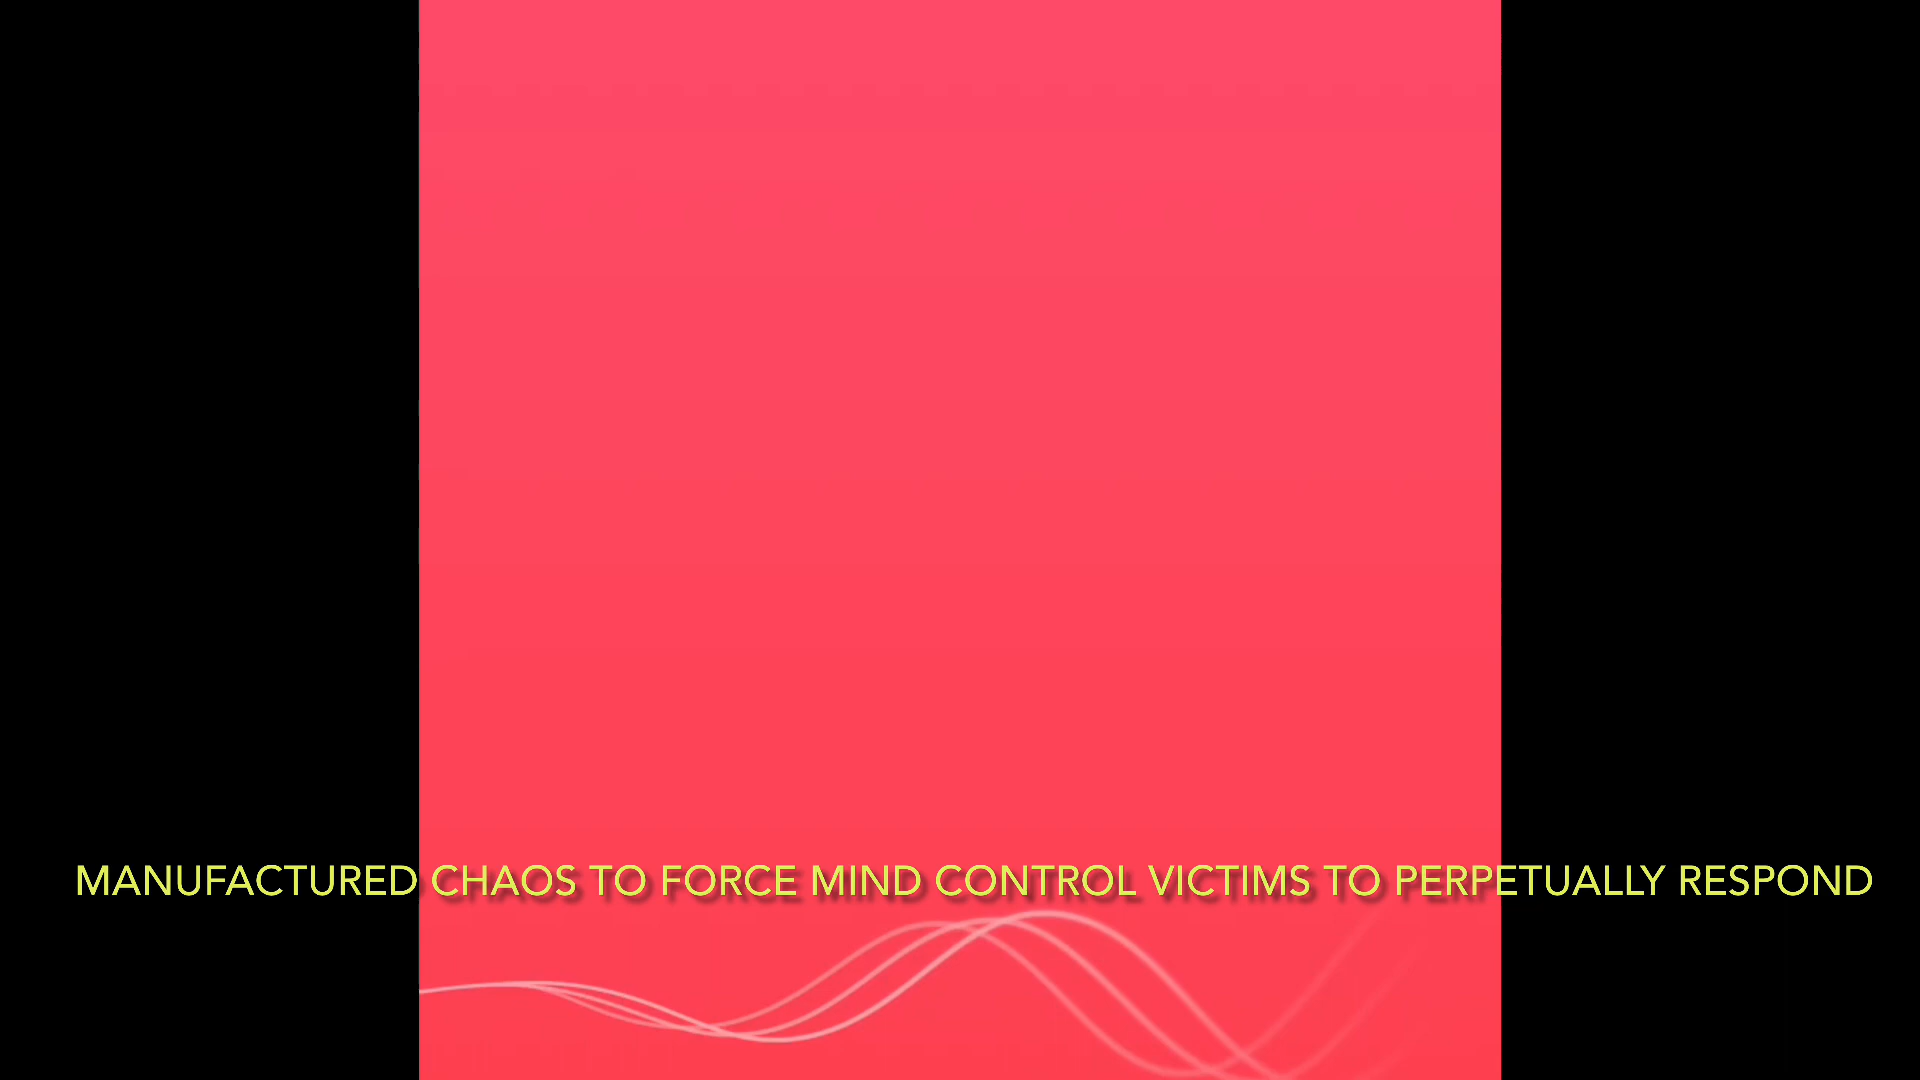 MANUFACTURED CHAOS TO FORCE MIND CONTROL VICTIMS TO PERPETUALLY RESPOND